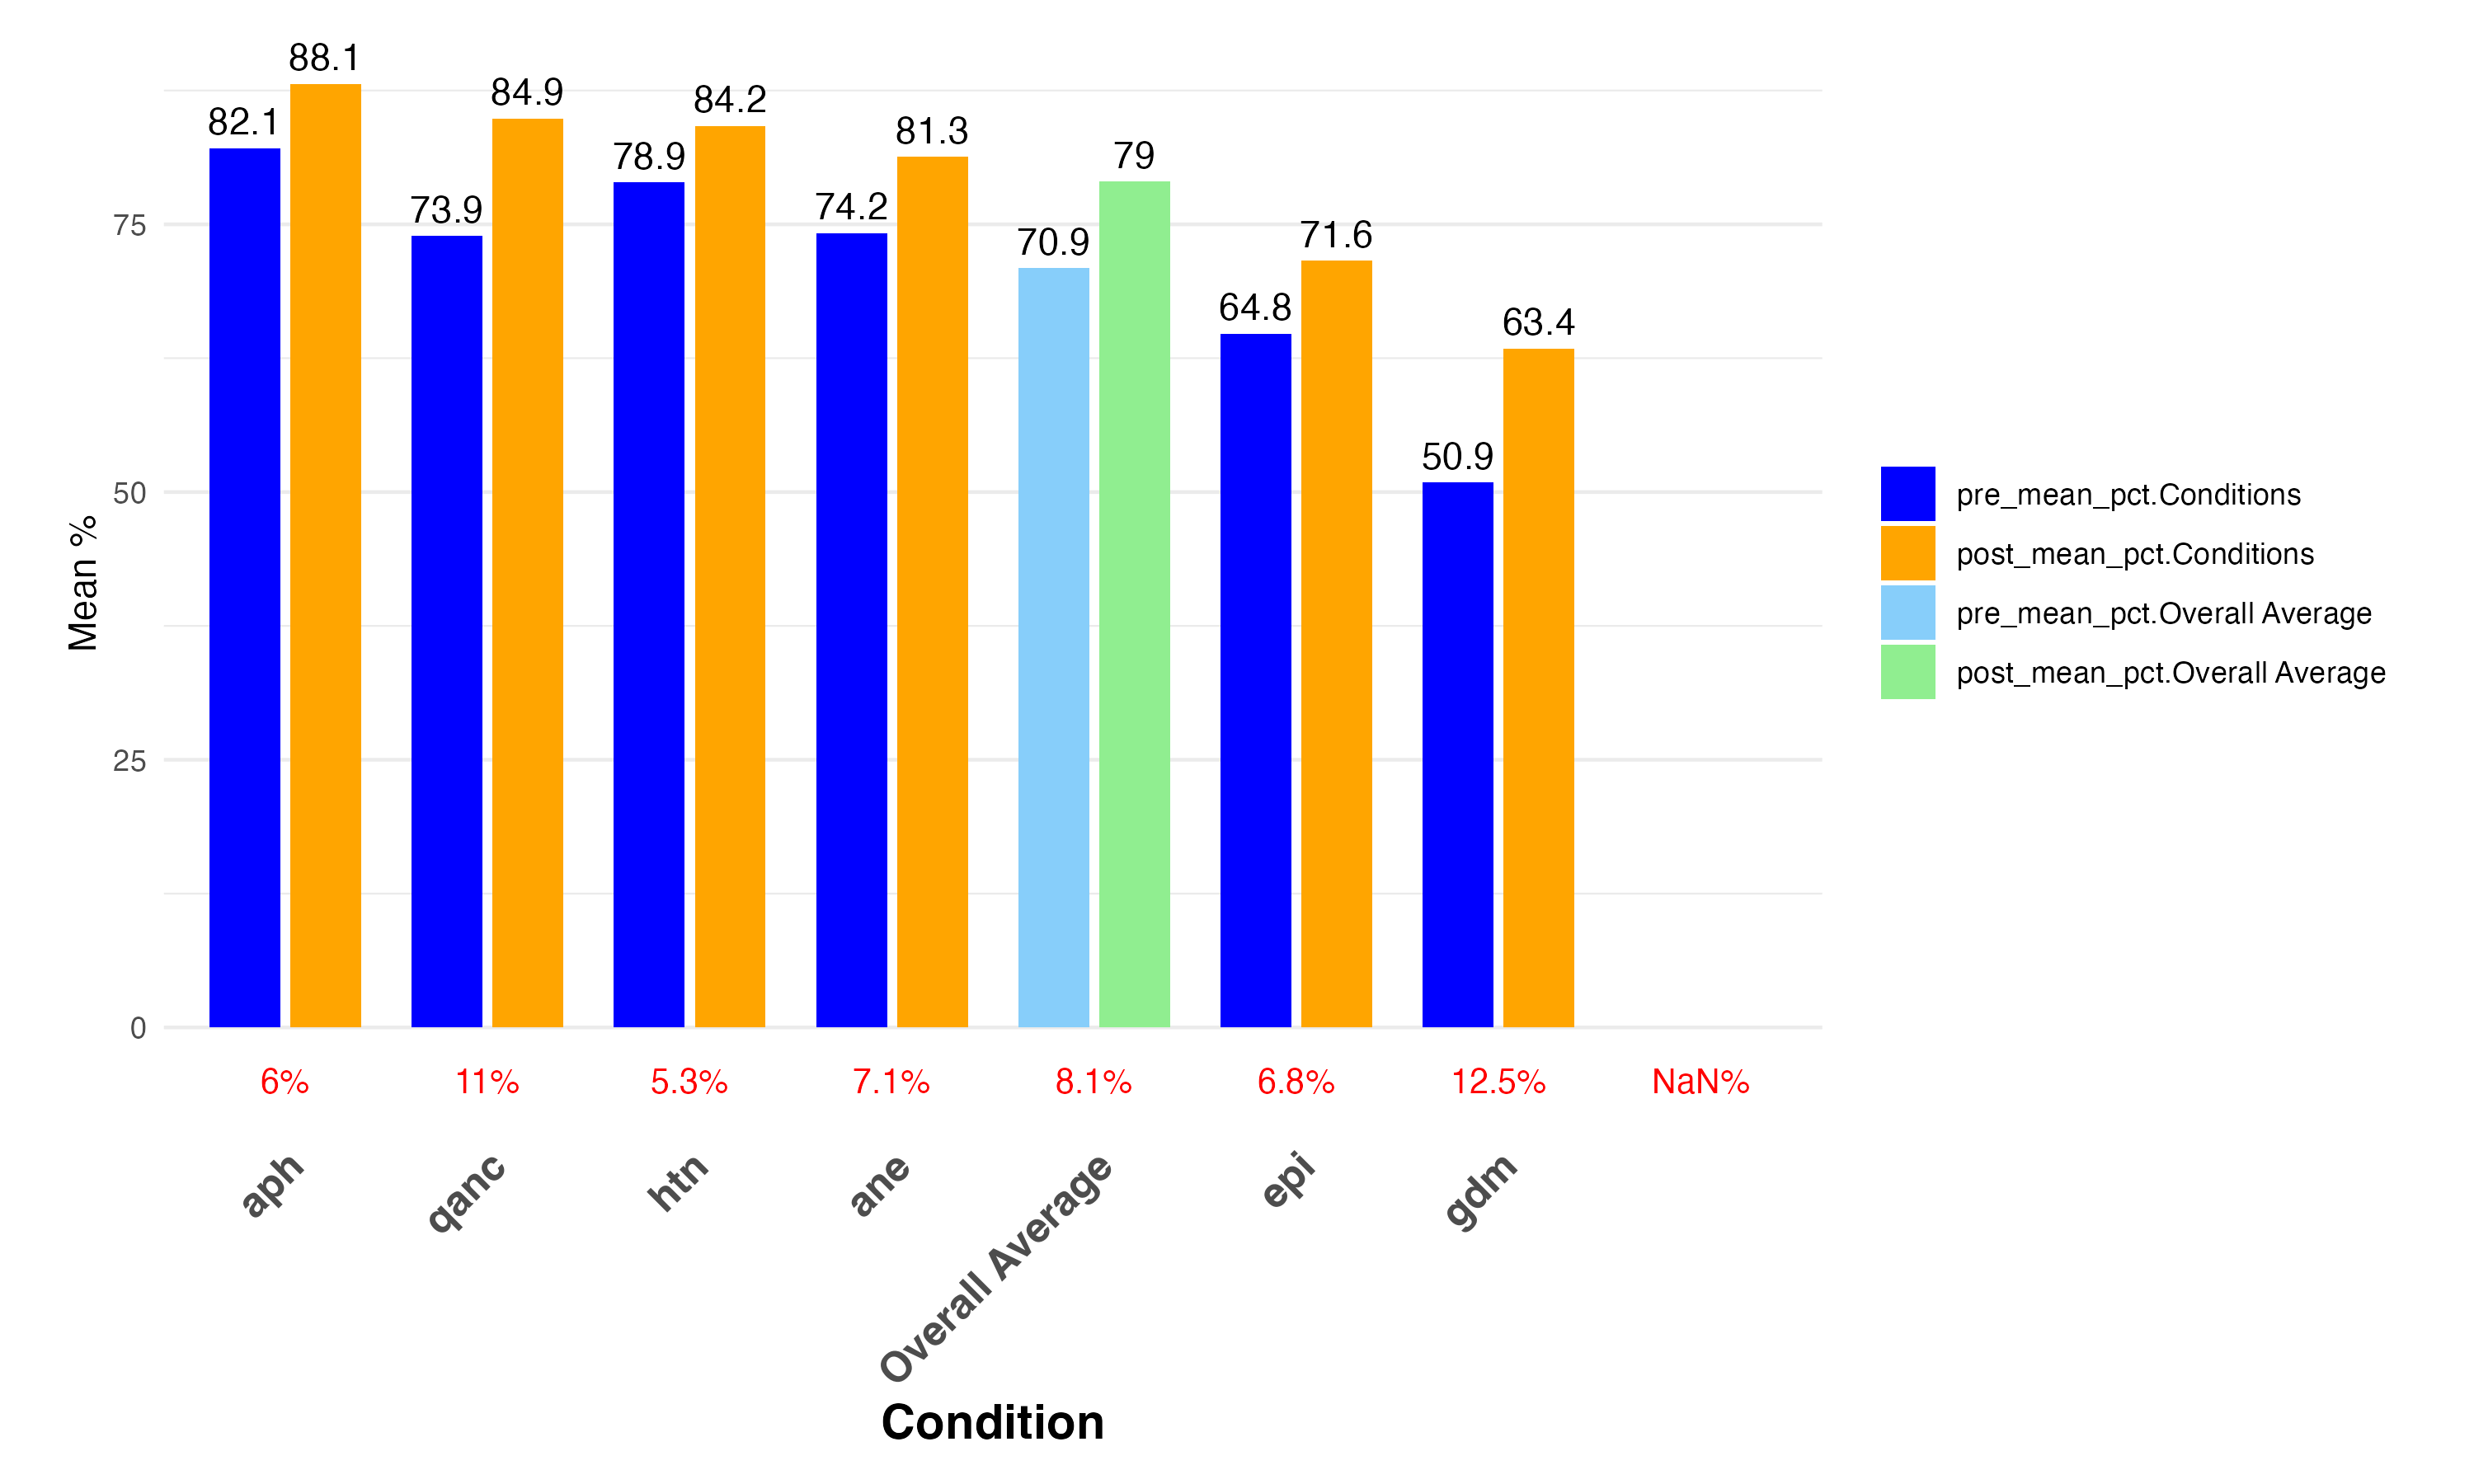 88.1
82.1
84.9
84.2
81.3
79
78.9
73.9
74.2
70.9
71.6
64.8
63.4
50.9
75
50
25
0
Mean %
pre_mean_pct.Conditions
post_mean_pct.Conditions
pre_mean_pct.Overall Average
post_mean_pct.Overall Average
6% 11% 5.3% 7.1% 8.1% 6.8% 12.5% NaN%
aph
qanc
htn
ane
Overall Average
epi
gdm
Condition